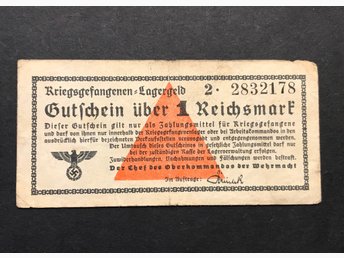 Kriegsgefangenen-Lagergeld 2 · 2832178
Gutschein über 1 Reichsmark
Dieser Gutschein gilt nur als Zahlungsmittel für Kriegsgefangene
und darf von ihnen nur innerhalb der Kriegsgefangenenlager oder bei Arbeitskommandos in den
ausdrücklich hierfür bezeichneten Verkaufsstellen verausgabt und entgegengenommen werden.
Der Umtausch dieses Gutscheines in gesetzliche Zahlungsmittel darf nur
bei der zuständigen Kasse der Lagerverwaltung erfolgen.
Zuwiderhandlungen, Nachahmungen und Fälschungen werden bestraft.
Der Chef des Oberkommandos der Wehrmacht
Im Auftrage: